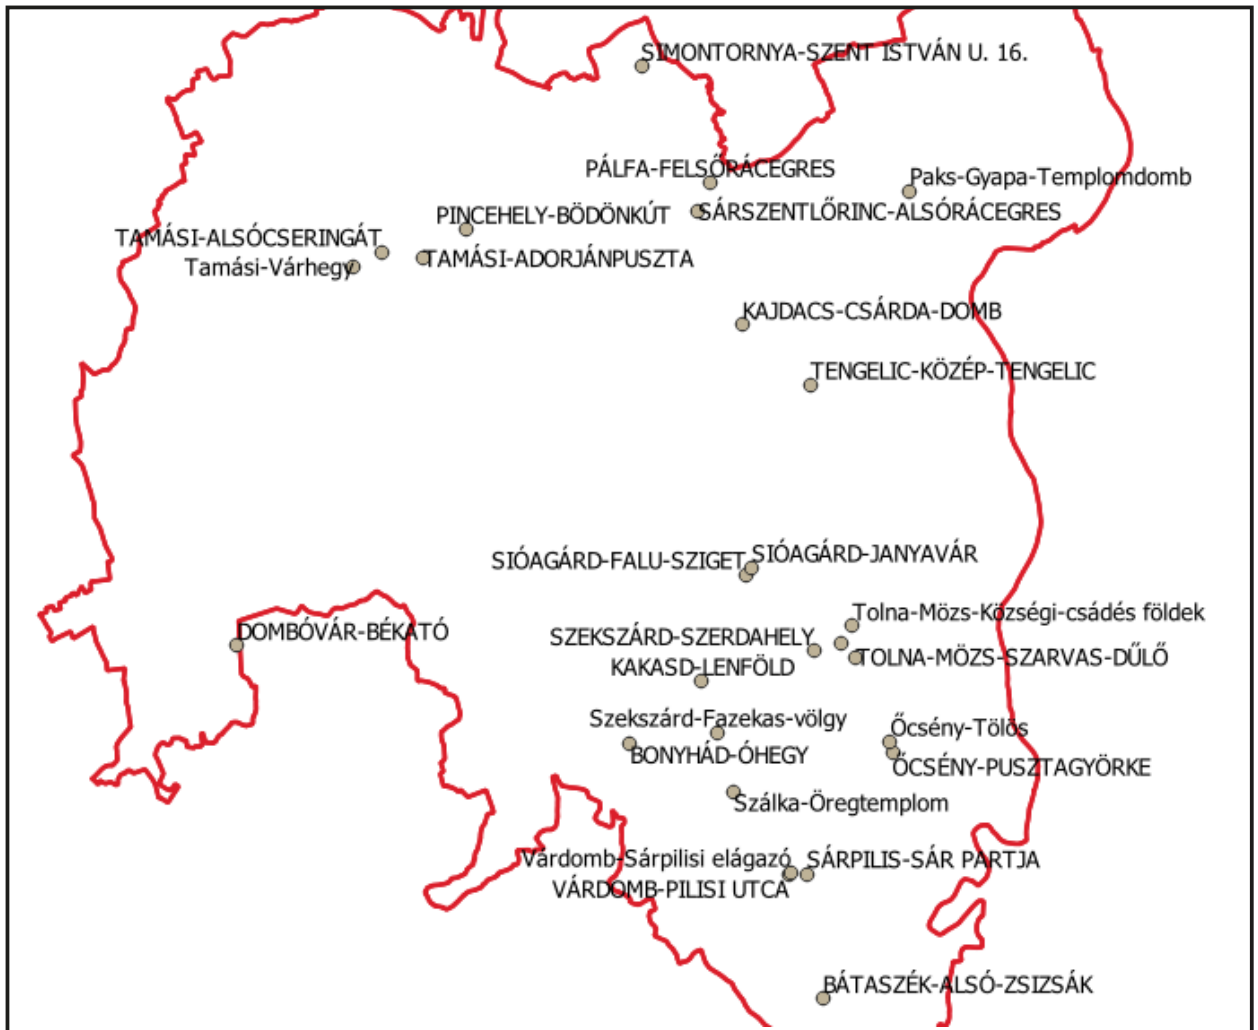 SIMONTORNYA-SZENT ISTVÁN U. 16.
PÁLFA-FELSŐRÁCEGRES
Paks-Gyapa-Templomdomb
PINCEHELY-BÖDÖNKÚT
SÁRSZENTLŐRINC-ALSÓRÁCEGRES
TAMÁSI-ALSÓCSERINGÁT
TAMÁSI-ADORJÁNPUSZTA
Tamási-Várhegy
KAJDACS-CSÁRDA-DOMB
TENGELIC-KÖZÉP-TENGELIC
SIÓAGÁRD-FALU-SZIGET
SIÓAGÁRD-JANYAVÁR
Tolna-Mözs-Községi-csádés földek
DOMBÓVÁR-BÉKATÓ
SZEKSZÁRD-SZERDAHELY
TOLNA-MÖZS-SZARVAS-DŰLŐ
KAKASD-LENFÖLD
Szekszárd-Fazekas-völgy
Őcsény-Tölös
BONYHÁD-ÓHEGY
ŐCSÉNY-PUSZTAGYÖRKE
Szálka-Öregtemplom
Várdomb-Sárpilisi elágazó
SÁRPILIS-SÁR PARTJA
VÁRDOMB-PILISI UTCA
BÁTASZÉK-ALSÓ-ZSIZSÁK